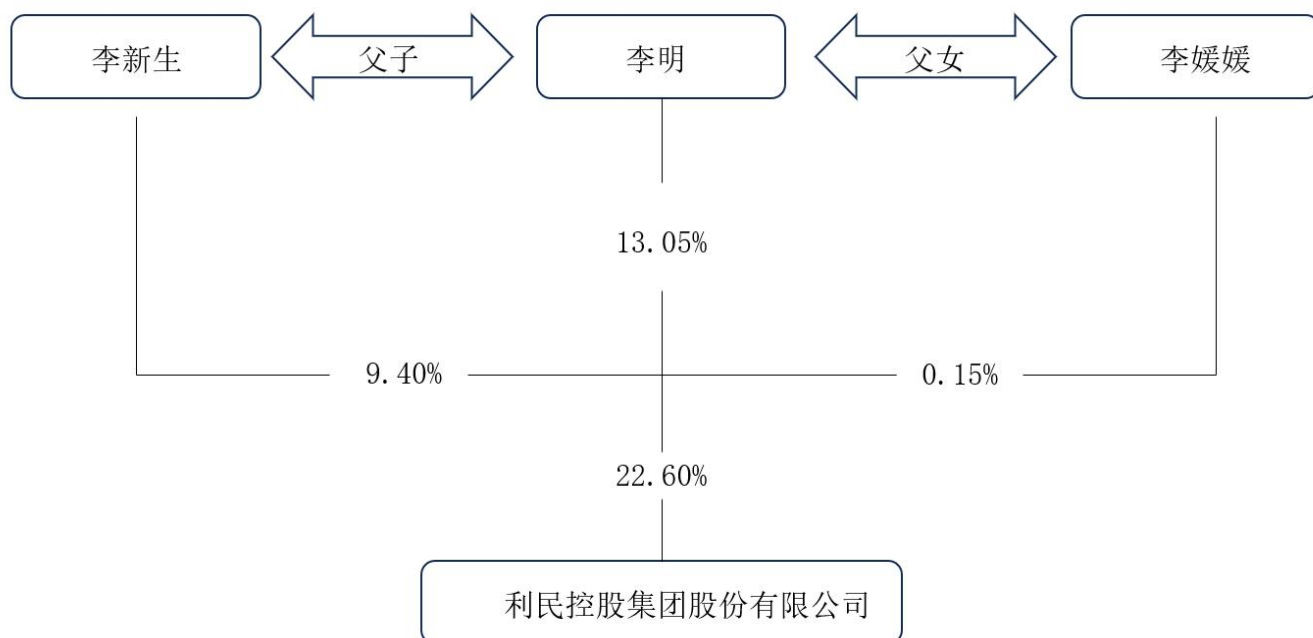 李新生
父子
李明
父女
李媛媛
13.05%
9.40%
0.15%
22.60%
利民控股集团股份有限公司